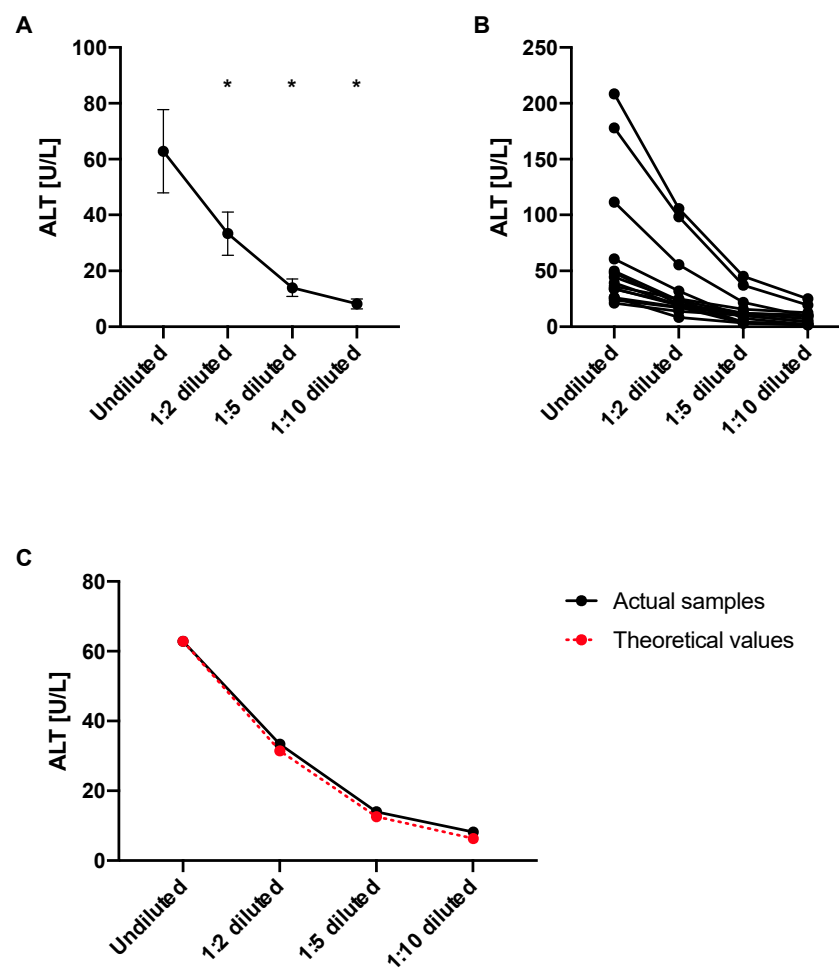 A
ALT [U/L]
100
80
60
40
20
0
* * *
Undiluted
1:2 diluted
1:5 diluted
1:10 diluted
B
ALT [U/L]
250
200
150
100
50
0
Undiluted
1:2 diluted
1:5 diluted
1:10 diluted
C
ALT [U/L]
80
60
40
20
0
Undiluted
1:2 diluted
1:5 diluted
1:10 diluted
Actual samples
Theoretical values